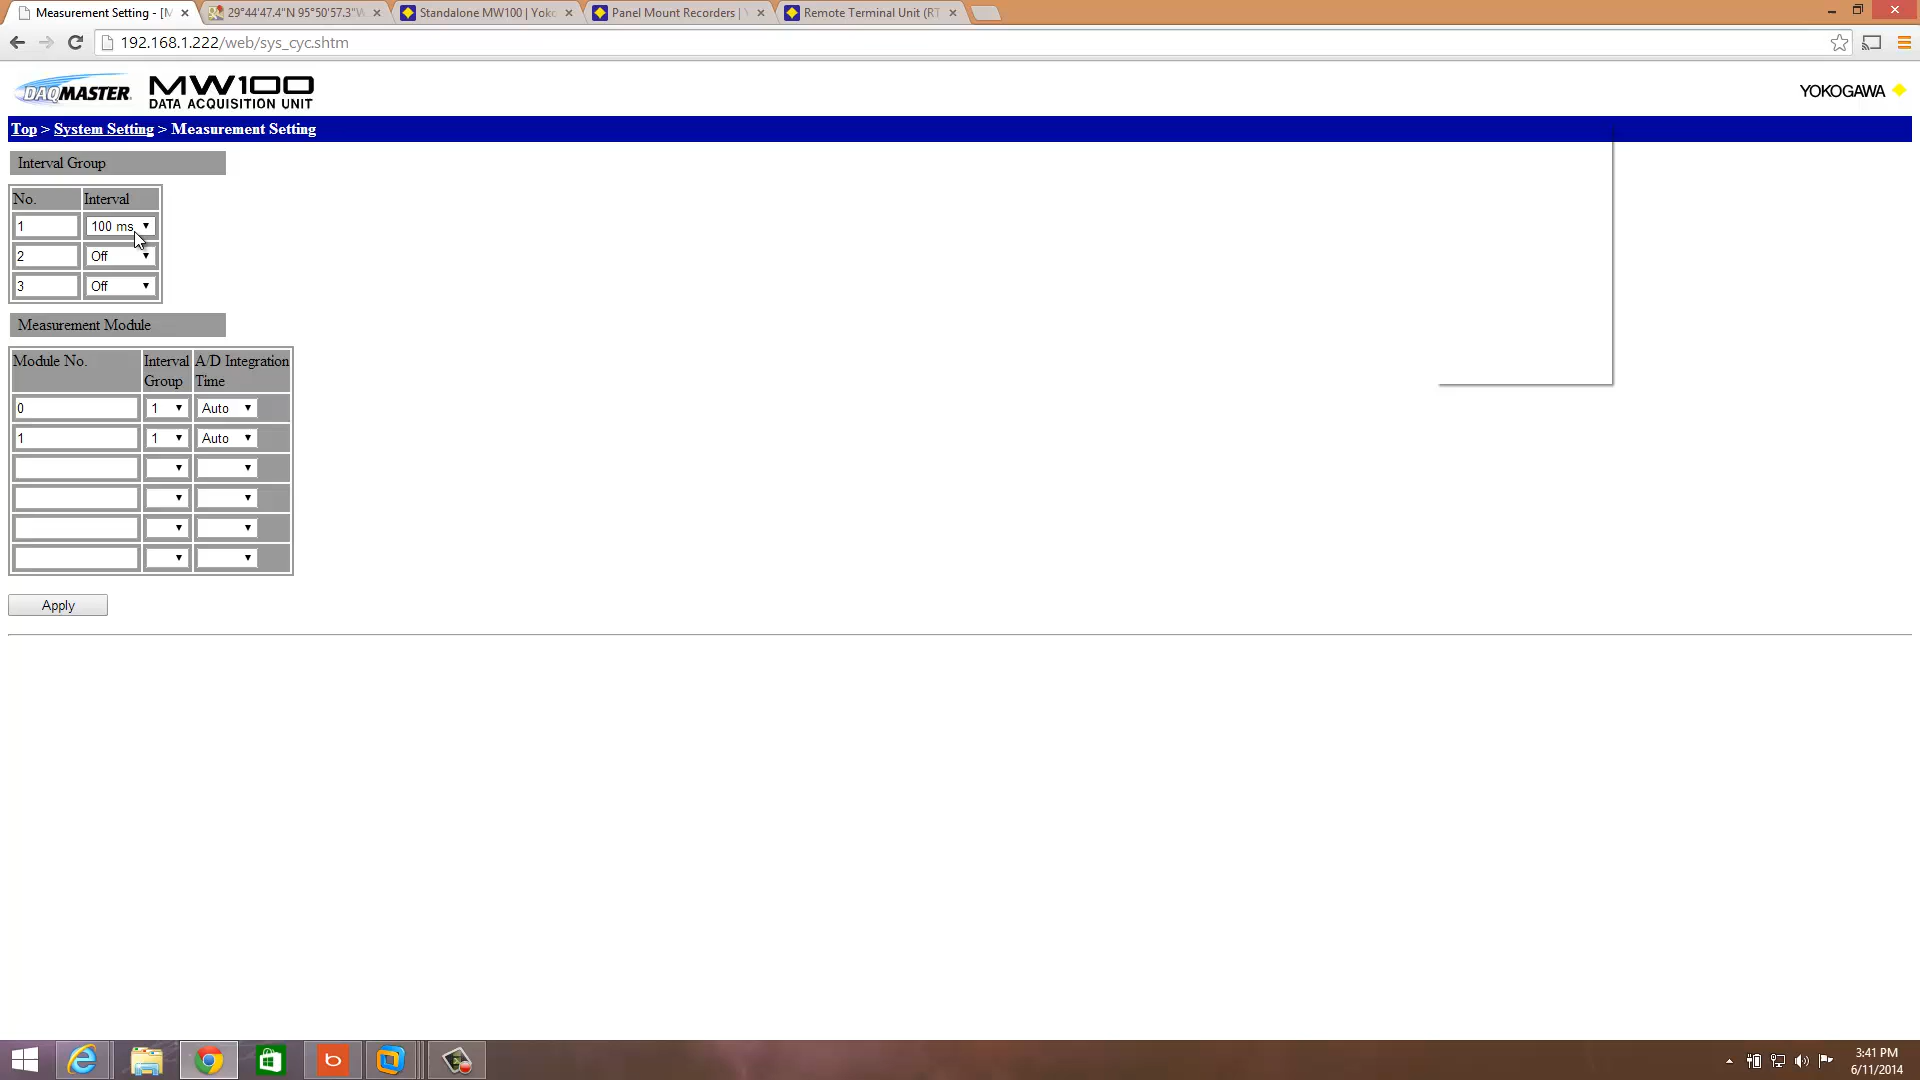 Measurement Setting - [M
29°44'47.4"N 95°50'57.3"W
Standalone MW100 | Yoko
Panel Mount Recorders | Y
Remote Terminal Unit (RT
192.168.1.222/web/sys_cyc.shtm
DAQMASTER
MW100
DATA ACQUISITION UNIT
YOKOGAWA
Top > System Setting > Measurement Setting
Interval Group
No. Interval
1 100 ms
2 Off
3 Off
Measurement Module
Module No. Interval Group A/D Integration Time
0 1 Auto
1 1 Auto
Apply
3:41 PM
6/11/2014